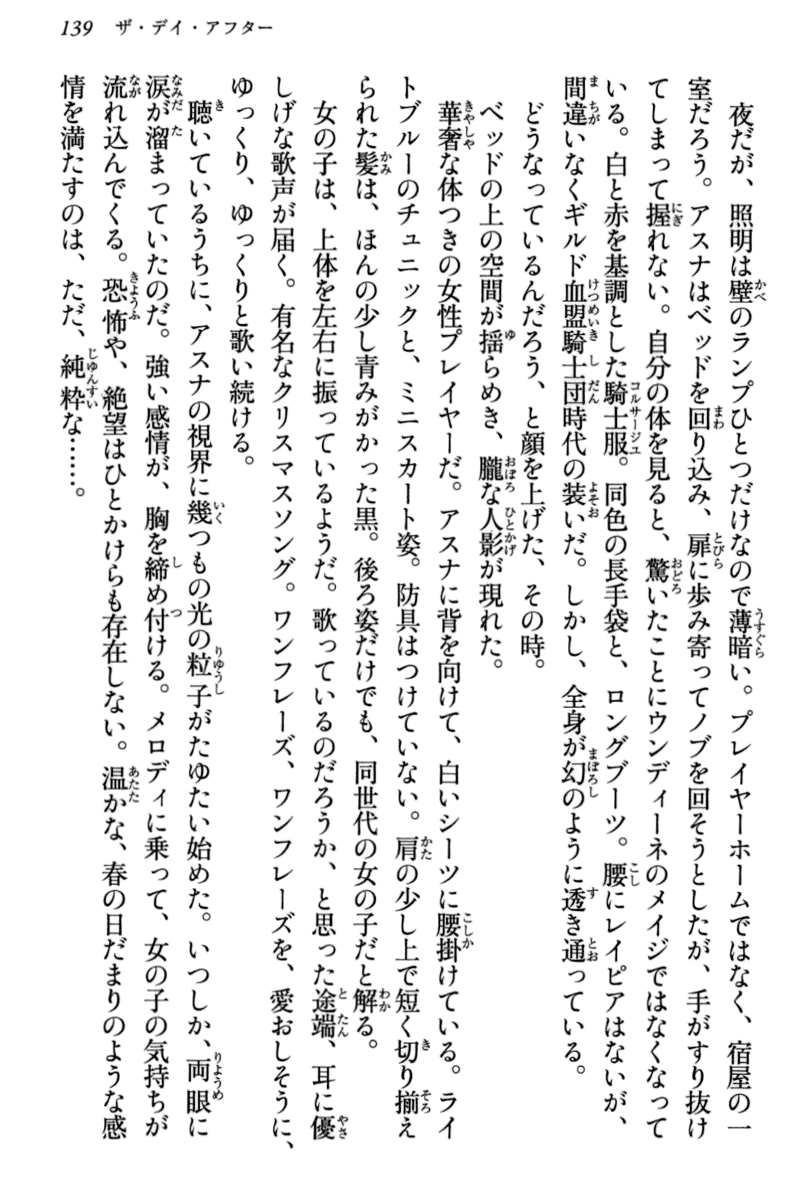 139 ザ・デイ・アフター
夜だが、照明は壁のランプひとつだけなので薄暗い。プレイヤーホームではなく、宿屋の一
室だろう。アスナはベッドを回り込み、扉に歩み寄ってノブを回そうとしたが、手がすり抜け
てしまって握れない。自分の体を見ると、驚いたことにウンディーネのメイジではなくなって
いる。白と赤を基調とした騎士服。同色の長手袋と、ロングブーツ。腰にレイピアはないが、
間違いなくギルド血盟騎士団時代の装いだ。しかし、全身が幻のように透き通っている。
どうなっているんだろう、と顔を上げた、その時。
ベッドの上の空間が揺らめき、朧な人影が現れた。
華奢な体つきの女性プレイヤーだ。アスナに背を向けて、白いシーツに腰掛けている。ライ
トブルーのチュニックと、ミニスカート姿。防具はつけていない。肩の少し上で短く切り揃え
られた髪は、ほんの少し青みがかった黒。後ろ姿だけでも、同世代の女の子だと解る。
女の子は、上体を左右に振っているようだ。歌っているのだろうか、と思った途端、耳に優
しげな歌声が届く。有名なクリスマスソング。ワンフレーズ、ワンフレーズを、愛おしそうに、
ゆっくり、ゆっくりと歌い続ける。
聴いているうちに、アスナの視界に幾つもの光の粒子がたゆたい始めた。いつしか、両眼に
涙が溜まっていたのだ。強い感情が、胸を締め付ける。メロディに乗って、女の子の気持ちが
流れ込んでくる。恐怖や、絶望はひとかけらも存在しない。温かな、春の日だまりのような感
情を満たすのは、ただ、純粋な……。